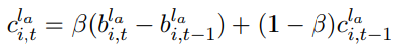 c_{i,t}^{l_a} = β(b_{i,t}^{l_a} − b_{i,t−1}^{l_a}) + (1 − β)c_{i,t−1}^{l_a}